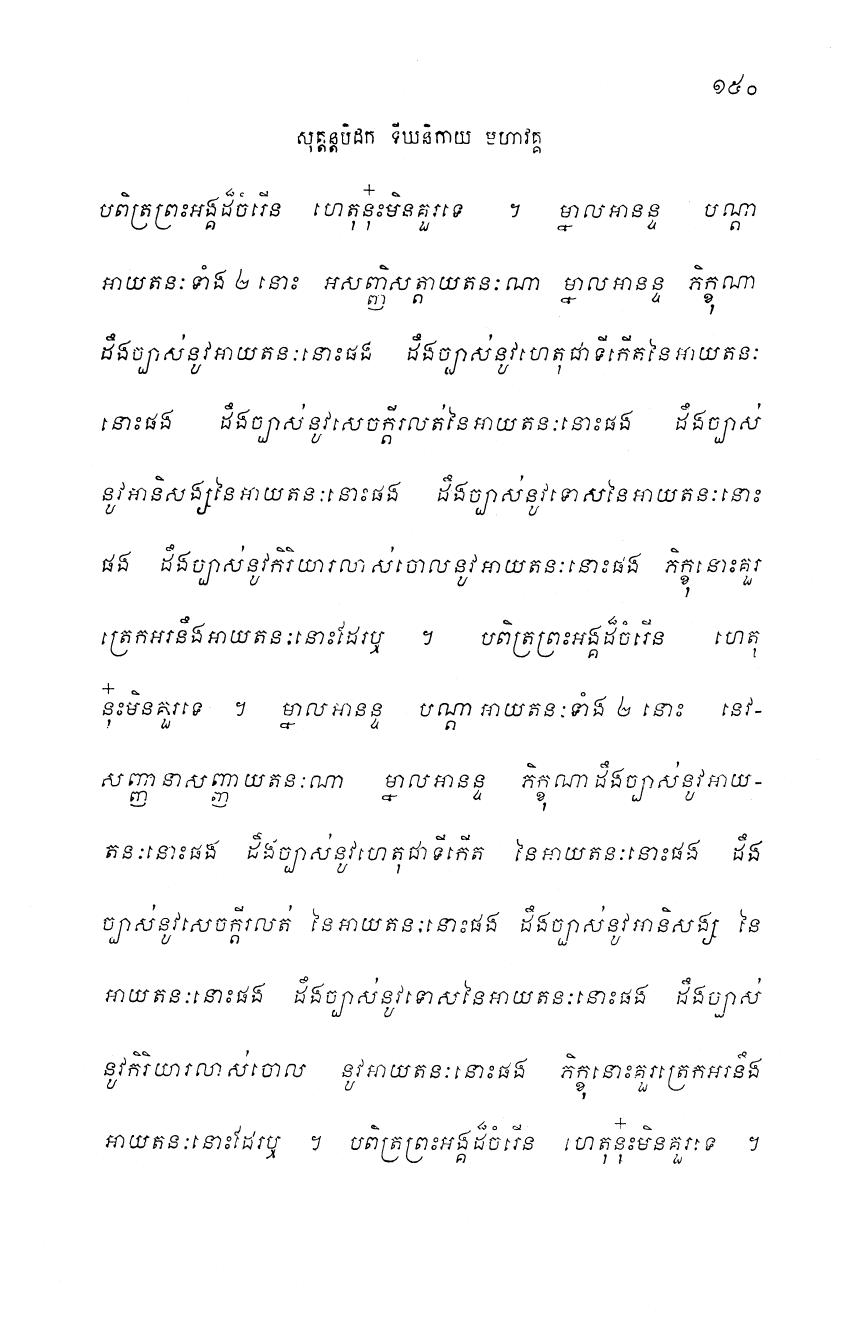 ១៥០
សុត្តន្តបិដក ទីឃនិកាយ មហាវគ្គ
បពិត្រព្រះអង្គដ៏ចំរើន ហេតុនុ៎ះមិនគួរទេ ។ ម្នាលអានន្ទ បណ្តា
អាយតនៈទាំង ២ នោះ អសញ្ញិសត្តាយតនៈណា ម្នាលអានន្ទ ភិក្ខុណា
ដឹងច្បាស់នូវអាយតនៈនោះផង ដឹងច្បាស់នូវហេតុជាទីកើតនៃអាយតនៈ
នោះផង ដឹងច្បាស់នូវសេចក្តីរលត់នៃអាយតនៈនោះផង ដឹងច្បាស់
នូវអានិសង្សនៃអាយតនៈនោះផង ដឹងច្បាស់នូវទោសនៃអាយតនៈនោះ
ផង ដឹងច្បាស់នូវកិរិយារលាស់ចោលនូវអាយតនៈនោះផង ភិក្ខុនោះគួរ
ត្រេកអរនឹងអាយតនៈនោះដែរឬ ។ បពិត្រព្រះអង្គដ៏ចំរើន ហេតុ
នុ៎ះមិនគួរទេ ។ ម្នាលអានន្ទ បណ្តាអាយតនៈទាំង ២ នោះ នេវ-
សញ្ញានាសញ្ញាយតនៈណា ម្នាលអានន្ទ ភិក្ខុណាដឹងច្បាស់នូវអាយ-
តនៈនោះផង ដឹងច្បាស់នូវហេតុជាទីកើត នៃអាយតនៈនោះផង ដឹង
ច្បាស់នូវសេចក្តីរលត់ នៃអាយតនៈនោះផង ដឹងច្បាស់នូវអានិសង្ស នៃ
អាយតនៈនោះផង ដឹងច្បាស់នូវទោសនៃអាយតនៈនោះផង ដឹងច្បាស់
នូវកិរិយារលាស់ចោល នូវអាយតនៈនោះផង ភិក្ខុនោះគួរត្រេកអរនឹង
អាយតនៈនោះដែរឬ ។ បពិត្រព្រះអង្គដ៏ចំរើន ហេតុនុ៎ះមិនគួរទេ ។